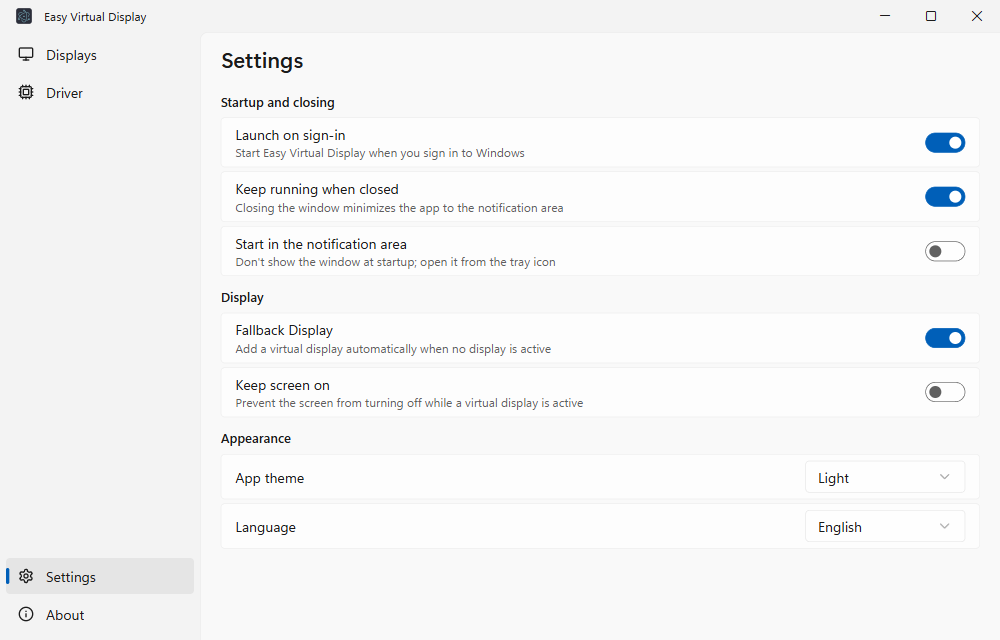 Easy Virtual Display
Displays
Driver
Settings
About
Settings
Startup and closing
Launch on sign-in
Start Easy Virtual Display when you sign in to Windows
Keep running when closed
Closing the window minimizes the app to the notification area
Start in the notification area
Don't show the window at startup; open it from the tray icon
Display
Fallback Display
Add a virtual display automatically when no display is active
Keep screen on
Prevent the screen from turning off while a virtual display is active
Appearance
App theme
Light
Language
English